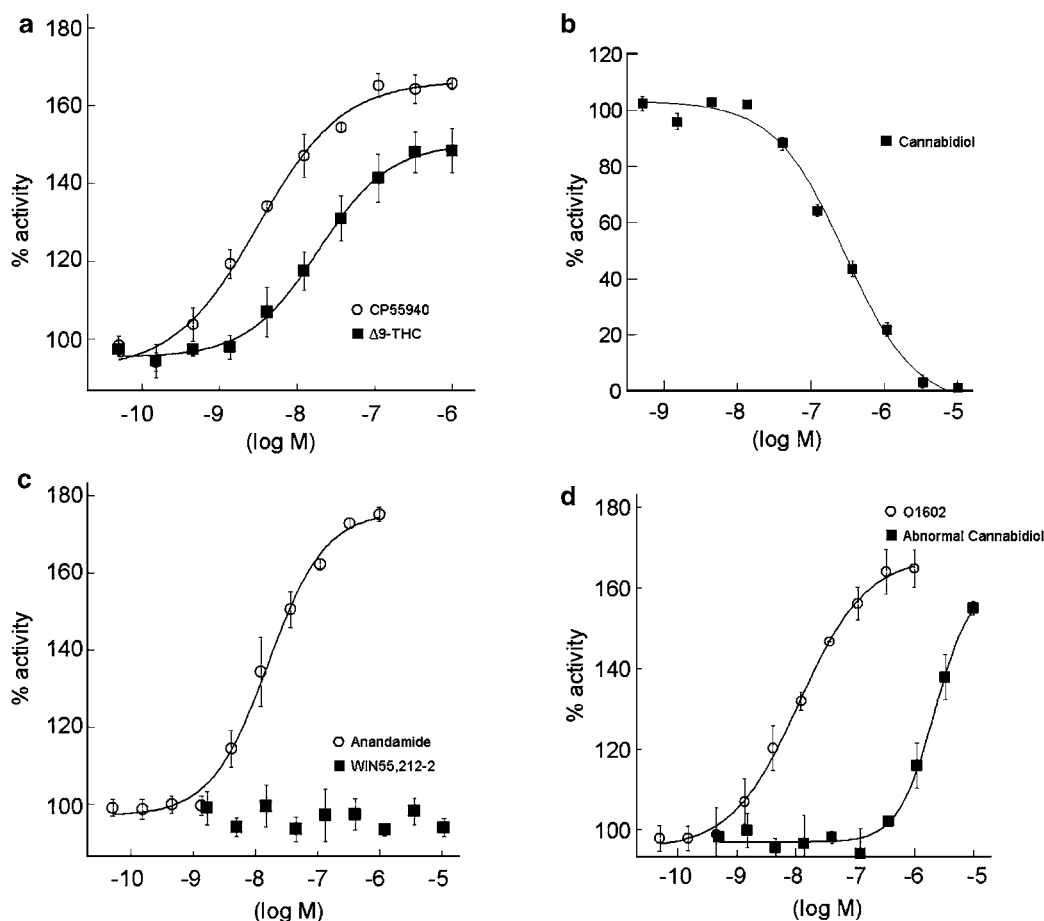 a
180
160
140
120
100
% activity
CP55940
Δ9-THC
-10 -9 -8 -7 -6
(log M)
b
120
100
80
60
40
20
0
% activity
Cannabidiol
-9 -8 -7 -6 -5
(log M)
c
180
160
140
120
100
% activity
Anandamide
WIN55,212-2
-10 -9 -8 -7 -6 -5
(log M)
d
180
160
140
120
100
% activity
O1602
Abnormal Cannabidiol
-10 -9 -8 -7 -6 -5
(log M)